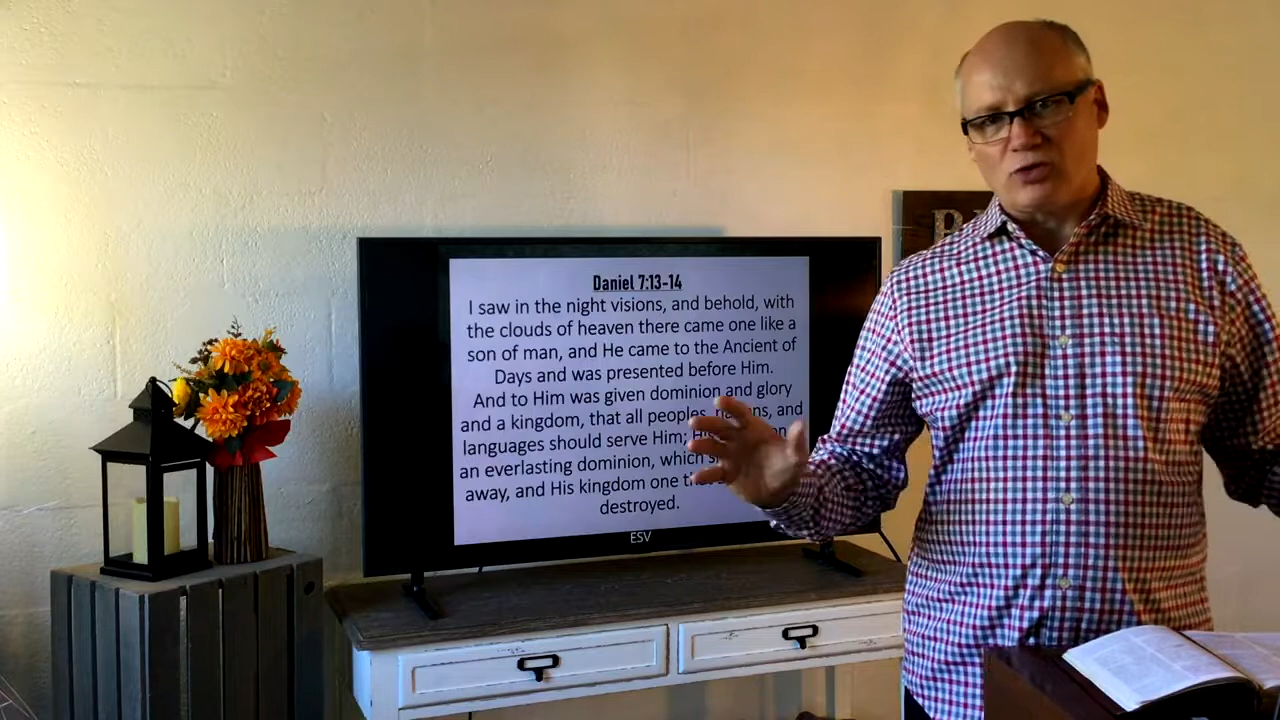 Daniel 7:13-14
I saw in the night visions, and behold, with
the clouds of heaven there came one like a
son of man, and He came to the Ancient of
Days and was presented before Him.
And to Him was given dominion and glory
and a kingdom, that all peoples, and
languages should serve Him;
an everlasting dominion, which
away, and His kingdom one
destroyed.
ESV